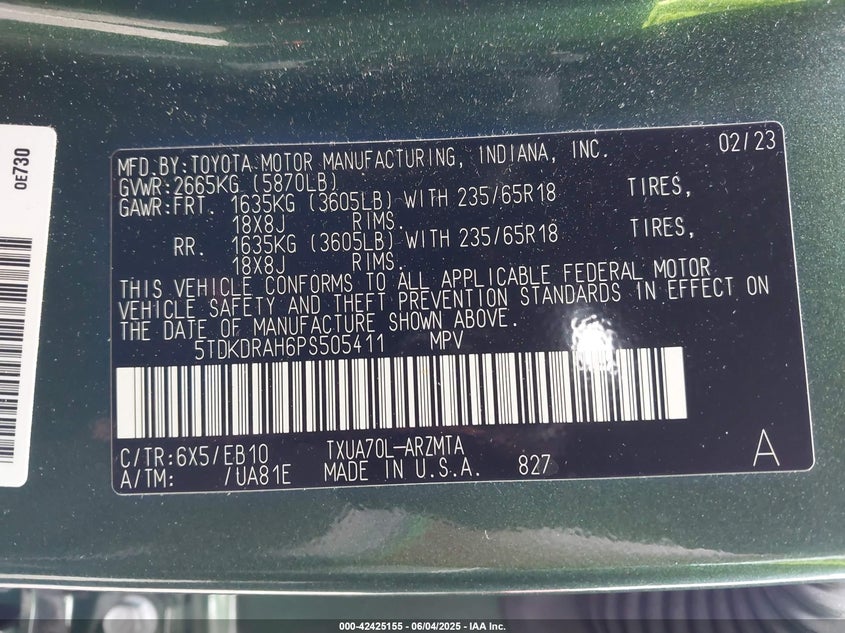 0E730
MFD.BY:TOYOTA MOTOR MANUFACTURING, INDIANA, INC. 02/23
GVWR:2665KG (5870LB)
GAWR:FRT. 1635KG (3605LB) WITH 235/65R18 TIRES,
18X8J RIMS.
RR. 1635KG (3605LB) WITH 235/65R18 TIRES,
18X8J RIMS.
THIS VEHICLE CONFORMS TO ALL APPLICABLE FEDERAL MOTOR
VEHICLE SAFETY AND THEFT PREVENTION STANDARDS IN EFFECT ON
THE DATE OF MANUFACTURE SHOWN ABOVE.
5TDKDRAH6PS505411 MPV
C/TR:6X5/EB10 TXUA70L-ARZMTA A
A/TM: /UA81E MADE IN U.S.A. 827
000-42425155 - 06/04/2025 - IAA Inc.